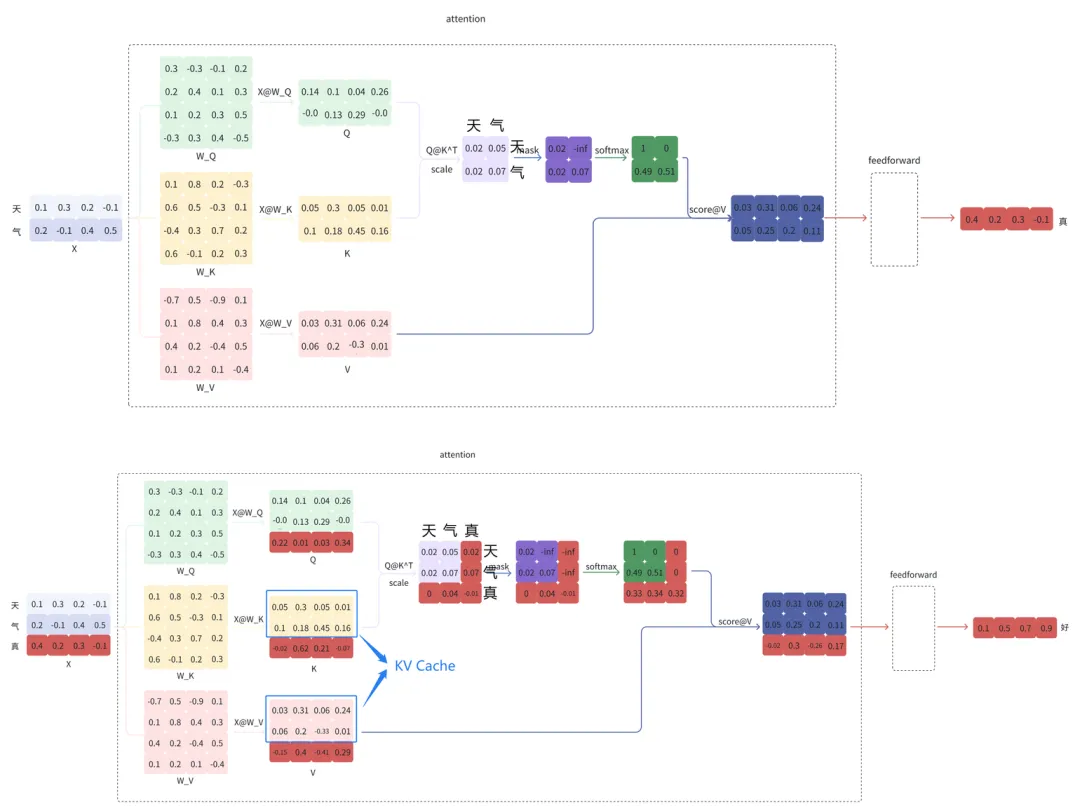 attention
0.3 -0.3 -0.1 0.2
0.2 0.4 0.1 0.3
0.1 0.2 0.3 0.5
-0.3 0.3 0.4 -0.5
W_Q
X@W_Q
0.14 0.1 0.04 0.26
-0.0 0.13 0.29 -0.0
Q
Q@K^T
scale
天 气
0.02 0.05 天
0.02 0.07 气
mask
0.02 -inf
0.02 0.07
softmax
1 0
0.49 0.51
天 0.1 0.3 0.2 -0.1
气 0.2 -0.1 0.4 0.5
X
0.1 0.8 0.2 -0.3
0.6 0.5 -0.3 0.1
-0.4 0.3 0.7 0.2
0.6 -0.1 0.2 0.3
W_K
X@W_K
0.05 0.3 0.05 0.01
0.1 0.18 0.45 0.16
K
score@V
0.03 0.31 0.06 0.24
0.05 0.25 0.2 0.11
feedforward
0.4 0.2 0.3 -0.1 真
-0.7 0.5 -0.9 0.1
0.1 0.8 0.4 0.3
0.4 0.2 -0.4 0.5
0.1 0.2 0.1 -0.4
W_V
X@W_V
0.03 0.31 0.06 0.24
0.06 0.2 -0.3 0.01
V
attention
0.3 -0.3 -0.1 0.2
0.2 0.4 0.1 0.3
0.1 0.2 0.3 0.5
-0.3 0.3 0.4 -0.5
W_Q
X@W_Q
0.14 0.1 0.04 0.26
-0.0 0.13 0.29 -0.0
0.22 0.01 0.03 0.34
Q
Q@K^T
scale
天 气 真
0.02 0.05 0.02 天
0.02 0.07 0.07 气
0 0.04 -0.01 真
mask
0.02 -inf -inf
0.02 0.07 -inf
0 0.04 -0.01
softmax
1 0 0
0.49 0.51 0
0.33 0.34 0.32
天 0.1 0.3 0.2 -0.1
气 0.2 -0.1 0.4 0.5
真 0.4 0.2 0.3 -0.1
X
0.1 0.8 0.2 -0.3
0.6 0.5 -0.3 0.1
-0.4 0.3 0.7 0.2
0.6 -0.1 0.2 0.3
W_K
X@W_K
0.05 0.3 0.05 0.01
0.1 0.18 0.45 0.16
-0.02 0.62 0.21 -0.07
K
KV Cache
score@V
0.03 0.31 0.06 0.24
0.05 0.25 0.2 0.31
-0.02 0.3 -0.26 0.17
feedforward
0.1 0.5 0.7 0.9 好
-0.7 0.5 -0.9 0.1
0.1 0.8 0.4 0.3
0.4 0.2 -0.4 0.5
0.1 0.2 0.1 -0.4
W_V
X@W_V
0.03 0.31 0.06 0.24
0.06 0.2 -0.33 0.01
-0.15 0.4 -0.41 0.29
V